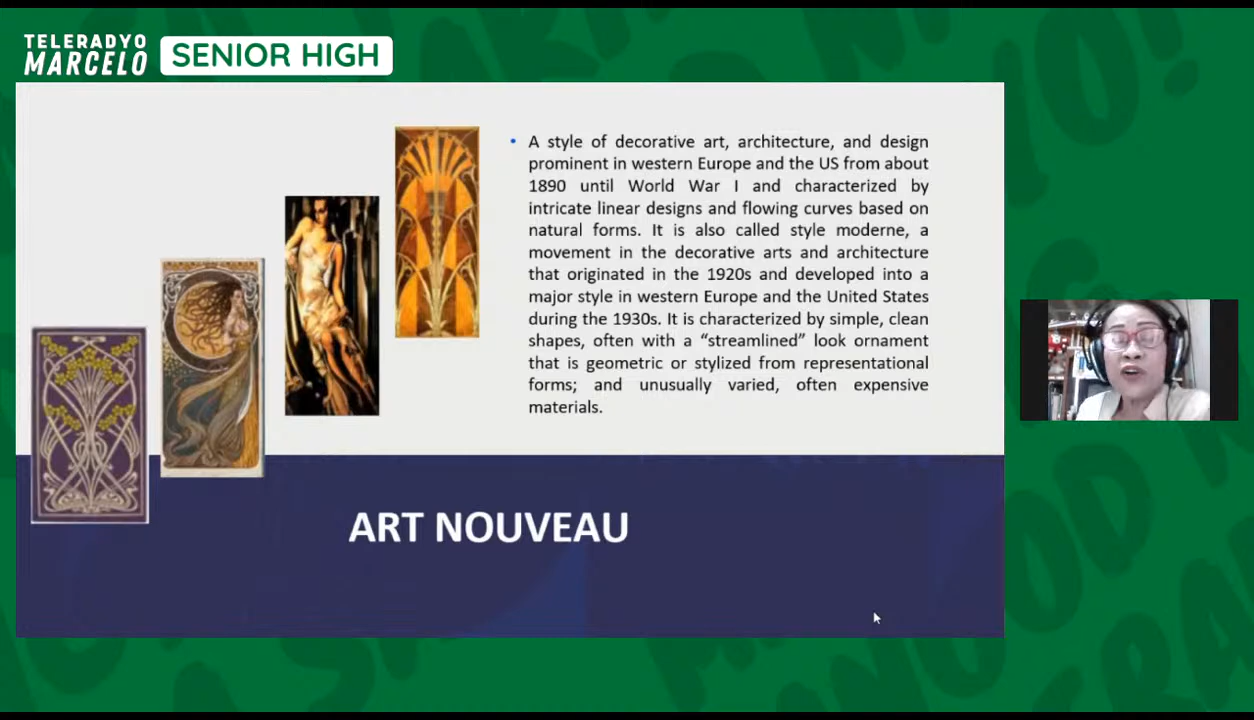 TELERADYO
MARCELO
SENIOR HIGH
• A style of decorative art, architecture, and design
prominent in western Europe and the US from about
1890 until World War I and characterized by
intricate linear designs and flowing curves based on
natural forms. It is also called style moderne, a
movement in the decorative arts and architecture
that originated in the 1920s and developed into a
major style in western Europe and the United States
during the 1930s. It is characterized by simple, clean
shapes, often with a “streamlined” look ornament
that is geometric or stylized from representational
forms; and unusually varied, often expensive
materials.
ART NOUVEAU